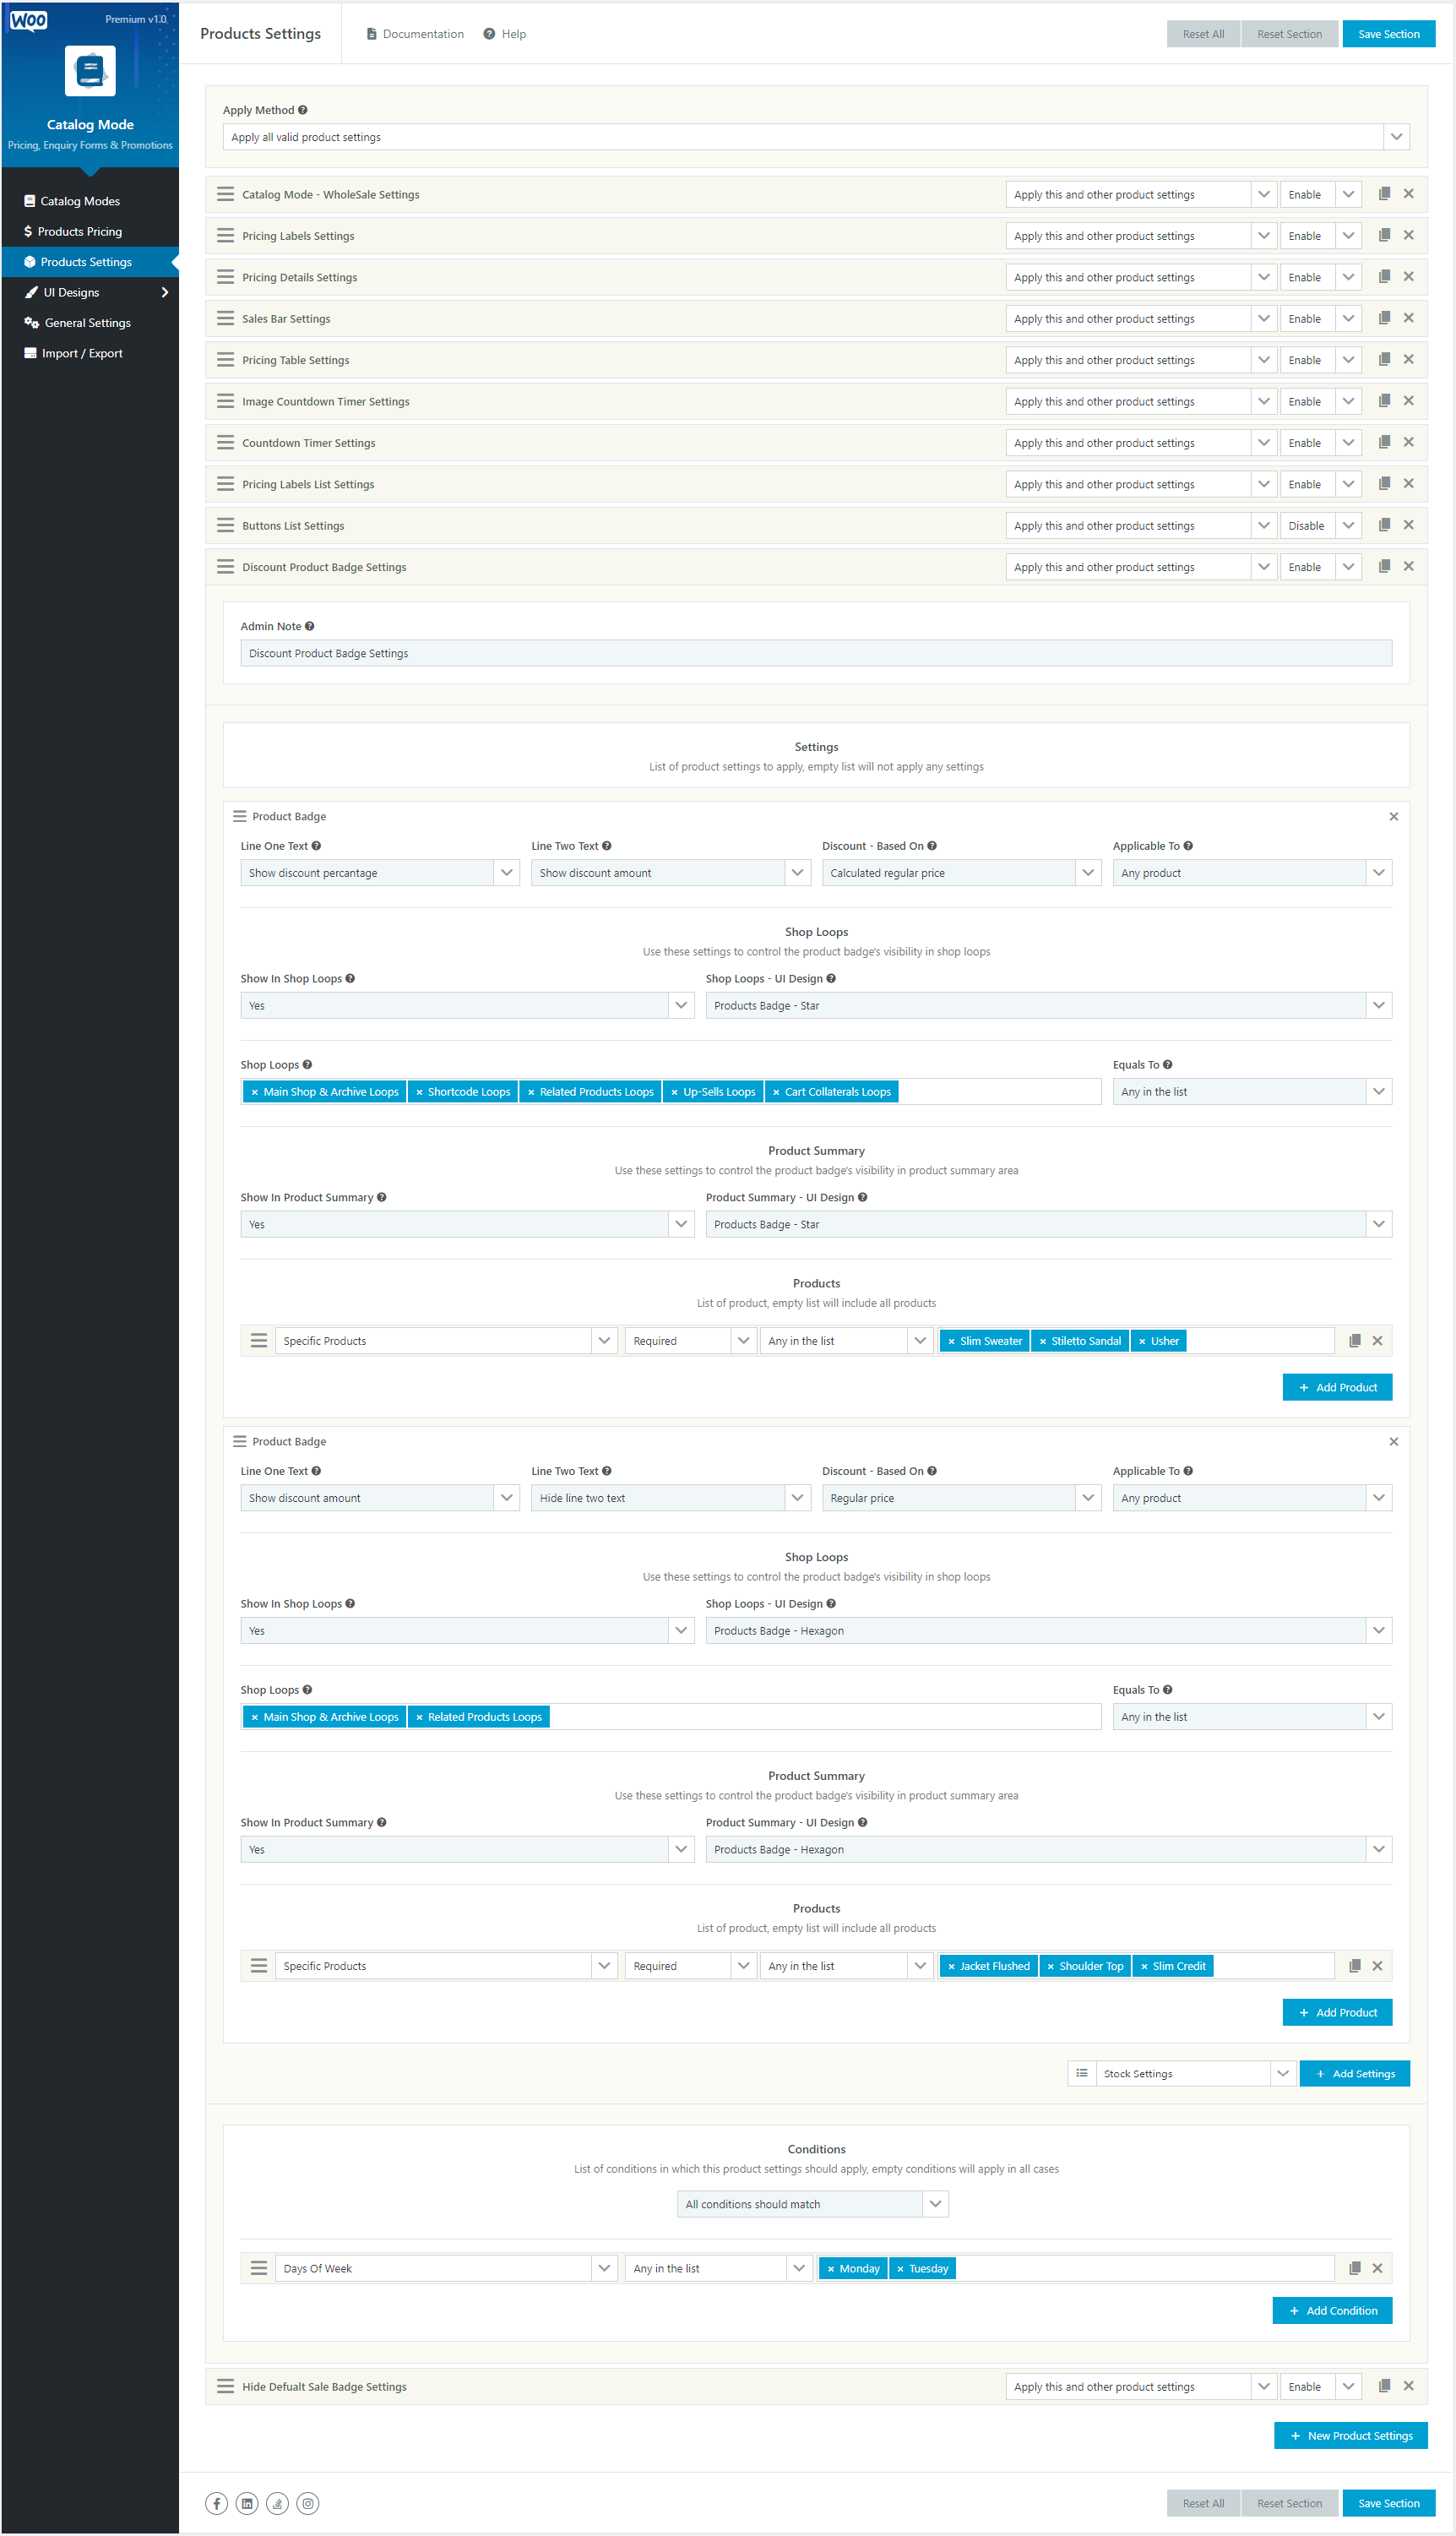 Woo
Premium v1.0
Catalog Mode
Pricing, Enquiry Forms & Promotions
Catalog Modes
Products Pricing
Products Settings
UI Designs
General Settings
Import / Export
Products Settings Documentation Help Reset All Reset Section Save Section
Apply Method
Apply all valid product settings
Catalog Mode - WholeSale Settings Apply this and other product settings Enable
Pricing Labels Settings Apply this and other product settings Enable
Pricing Details Settings Apply this and other product settings Enable
Sales Bar Settings Apply this and other product settings Enable
Pricing Table Settings Apply this and other product settings Enable
Image Countdown Timer Settings Apply this and other product settings Enable
Countdown Timer Settings Apply this and other product settings Enable
Pricing Labels List Settings Apply this and other product settings Enable
Buttons List Settings Apply this and other product settings Disable
Discount Product Badge Settings Apply this and other product settings Enable
Admin Note
Discount Product Badge Settings
Settings
List of product settings to apply, empty list will not apply any settings
Product Badge
Line One Text Line Two Text Discount - Based On Applicable To
Show discount percantage Show discount amount Calculated regular price Any product
Shop Loops
Use these settings to control the product badge's visibility in shop loops
Show In Shop Loops Shop Loops - UI Design
Yes Products Badge - Star
Shop Loops Equals To
× Main Shop & Archive Loops × Shortcode Loops × Related Products Loops × Up-Sells Loops × Cart Collaterals Loops Any in the list
Product Summary
Use these settings to control the product badge's visibility in product summary area
Show In Product Summary Product Summary - UI Design
Yes Products Badge - Star
Products
List of product, empty list will include all products
Specific Products Required Any in the list × Slim Sweater × Stiletto Sandal × Usher
+ Add Product
Product Badge
Line One Text Line Two Text Discount - Based On Applicable To
Show discount amount Hide line two text Regular price Any product
Shop Loops
Use these settings to control the product badge's visibility in shop loops
Show In Shop Loops Shop Loops - UI Design
Yes Products Badge - Hexagon
Shop Loops Equals To
× Main Shop & Archive Loops × Related Products Loops Any in the list
Product Summary
Use these settings to control the product badge's visibility in product summary area
Show In Product Summary Product Summary - UI Design
Yes Products Badge - Hexagon
Products
List of product, empty list will include all products
Specific Products Required Any in the list × Jacket Flushed × Shoulder Top × Slim Credit
+ Add Product
Stock Settings + Add Settings
Conditions
List of conditions in which this product settings should apply, empty conditions will apply in all cases
All conditions should match
Days Of Week Any in the list × Monday × Tuesday
+ Add Condition
Hide Defualt Sale Badge Settings Apply this and other product settings Enable
+ New Product Settings
Reset All Reset Section Save Section